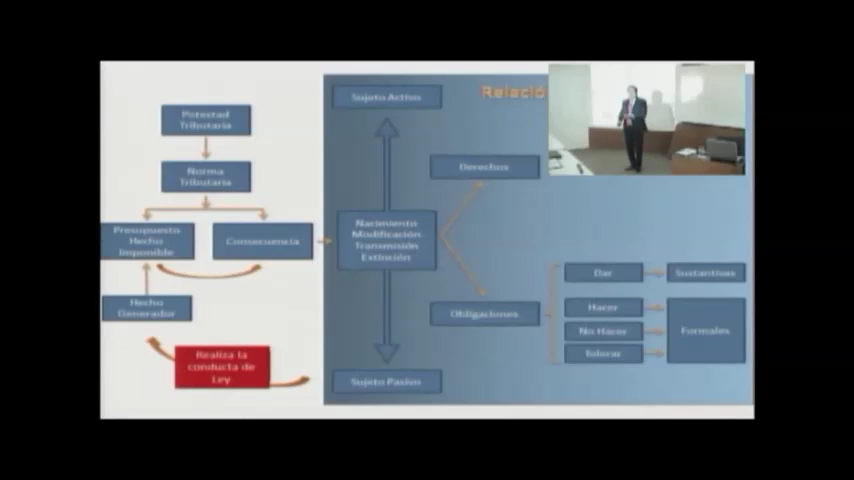 Sujeto Activo
Relació
Potestad
Tributaria
Derechos
Norma
Tributaria
Presupuesto
Hecho
Imponible
Consecuencia
Nacimiento
Modificación
Transmisión
Extinción
Dar
Sustantivas
Hecho
Generador
Obligaciones
Hacer
No Hacer
Formales
Tolerar
Realiza la
conducta de
Ley
Sujeto Pasivo